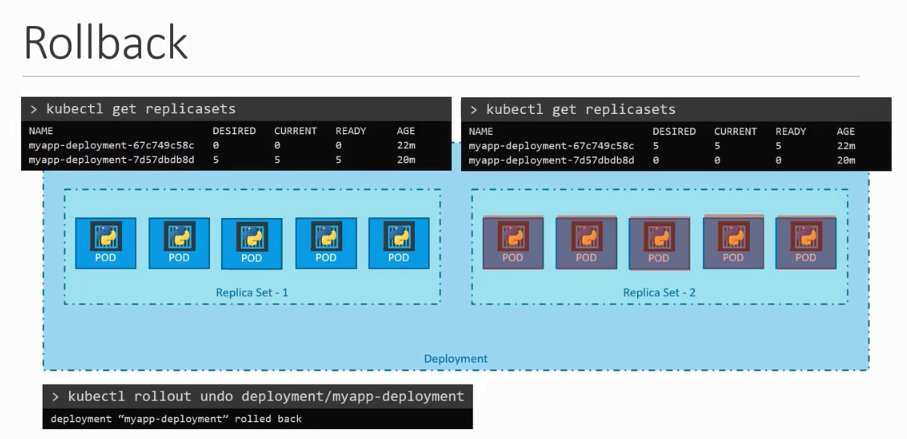 Rollback
> kubectl get replicasets
NAME DESIRED CURRENT READY AGE
myapp-deployment-67c749c58c 0 0 0 22m
myapp-deployment-7d57dbdb8d 5 5 5 20m
> kubectl get replicasets
NAME DESIRED CURRENT READY AGE
myapp-deployment-67c749c58c 5 5 5 22m
myapp-deployment-7d57dbdb8d 0 0 0 20m
POD POD POD POD POD
Replica Set - 1
POD POD POD POD POD
Replica Set - 2
Deployment
> kubectl rollout undo deployment/myapp-deployment
deployment “myapp-deployment” rolled back